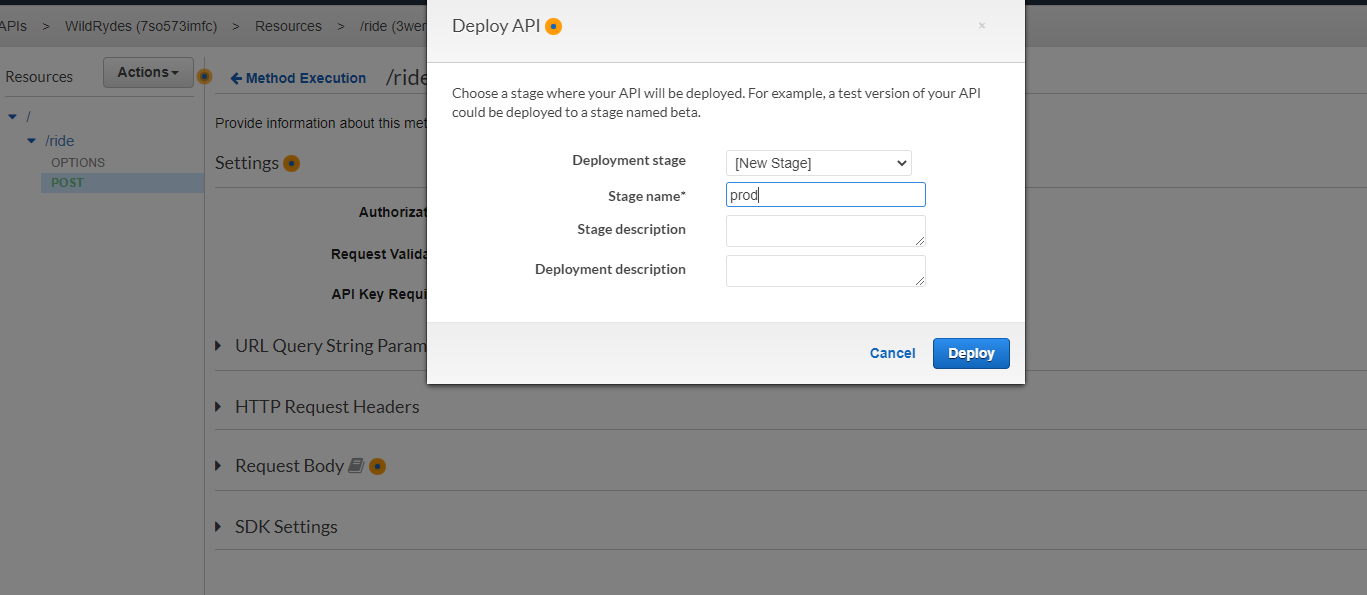 APIs > WildRydes (7so573imfc) > Resources > /ride (3wer
Deploy API
×
Resources
Actions
Method Execution /ride
Choose a stage where your API will be deployed. For example, a test version of your API
could be deployed to a stage named beta.
/
/ride
OPTIONS
POST
Provide information about this met
Settings
Deployment stage [New Stage]
Stage name* prod
Stage description
Deployment description
Authorizat
Request Valida
API Key Requi
URL Query String Param
Cancel Deploy
HTTP Request Headers
Request Body
SDK Settings